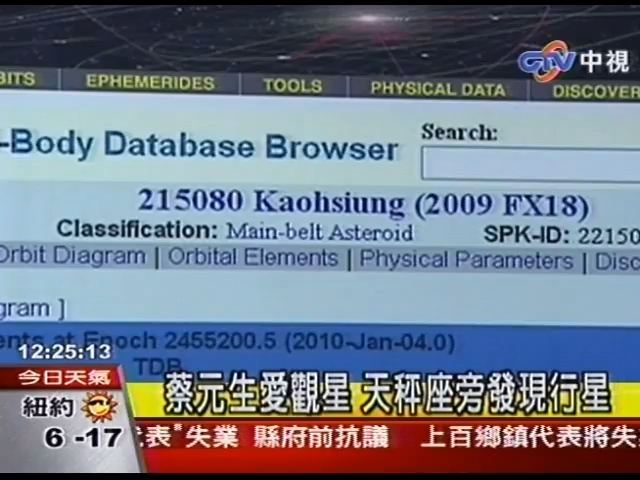 CTV 中視
BITS EPHEMERIDES TOOLS PHYSICAL DATA DISCOVER
-Body Database Browser
Search:
215080 Kaohsiung (2009 FX18)
Classification: Main-belt Asteroid SPK-ID: 22150
Orbit Diagram | Orbital Elements | Physical Parameters | Disc
gram ]
ents at Epoch 2455200.5 (2010-Jan-04.0)
TDB
12:25:13
今日天氣
紐約
6-17
蔡元生愛觀星 天秤座旁發現行星
代表"失業 縣府前抗議 上百鄉鎮代表將失